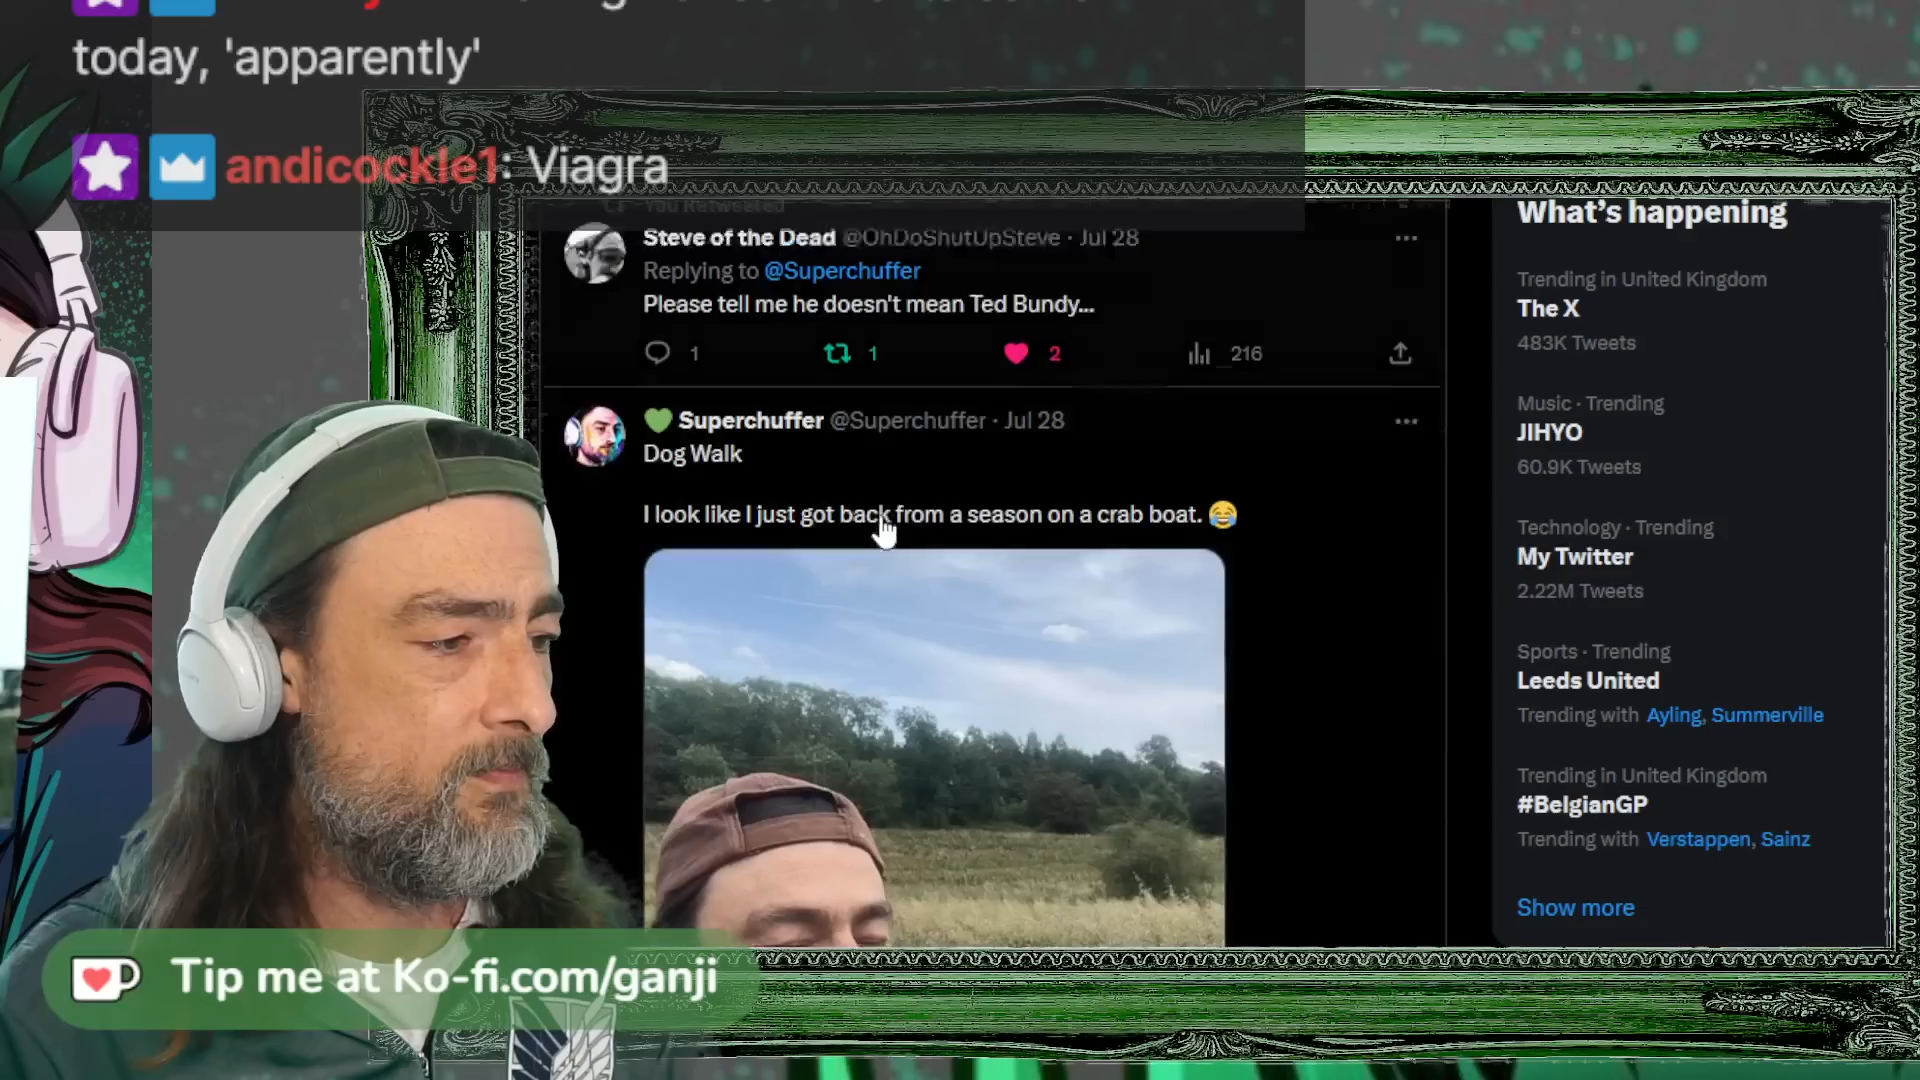 today, 'apparently'
andicockle1: Viagra
You Retweeted
Steve of the Dead @OhDoShutUpSteve · Jul 28
Replying to @Superchuffer
Please tell me he doesn't mean Ted Bundy...
1 1 2 216
💚 Superchuffer @Superchuffer · Jul 28
Dog Walk
I look like I just got back from a season on a crab boat. 😂
What's happening
Trending in United Kingdom
The X
483K Tweets
Music · Trending
JIHYO
60.9K Tweets
Technology · Trending
My Twitter
2.22M Tweets
Sports · Trending
Leeds United
Trending with Ayling, Summerville
Trending in United Kingdom
#BelgianGP
Trending with Verstappen, Sainz
Show more
Tip me at Ko-fi.com/ganji